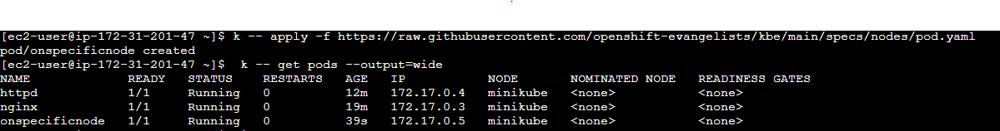 [ec2-user@ip-172-31-201-47 ~]$ k -- apply -f https://raw.githubusercontent.com/openshift-evangelists/kbe/main/specs/nodes/pod.yaml
pod/onspecificnode created
[ec2-user@ip-172-31-201-47 ~]$  k -- get pods --output=wide
NAME             READY   STATUS    RESTARTS   AGE   IP           NODE       NOMINATED NODE   READINESS GATES
httpd            1/1     Running   0          12m   172.17.0.4   minikube   <none>           <none>
nginx            1/1     Running   0          19m   172.17.0.3   minikube   <none>           <none>
onspecificnode   1/1     Running   0          39s   172.17.0.5   minikube   <none>           <none>